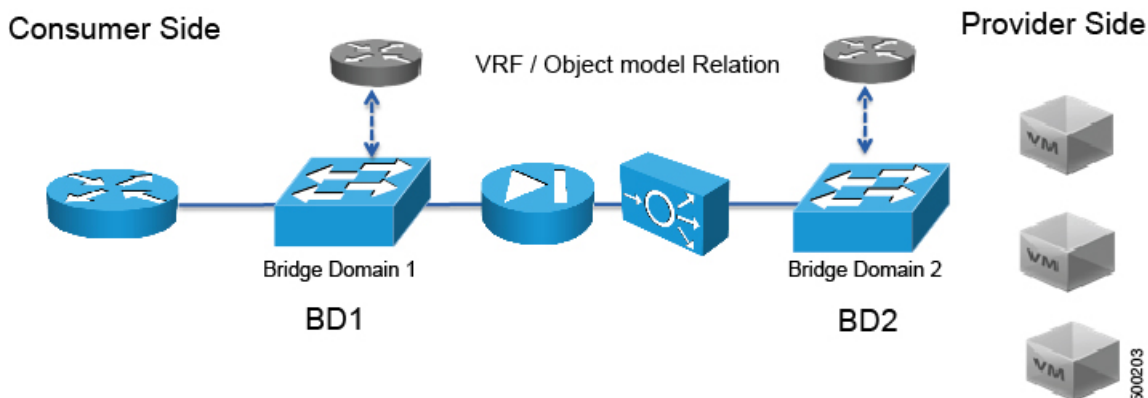 Consumer Side
Provider Side
VRF / Object model Relation
VM
Bridge Domain 1
Bridge Domain 2
VM
BD1
BD2
VM
500203